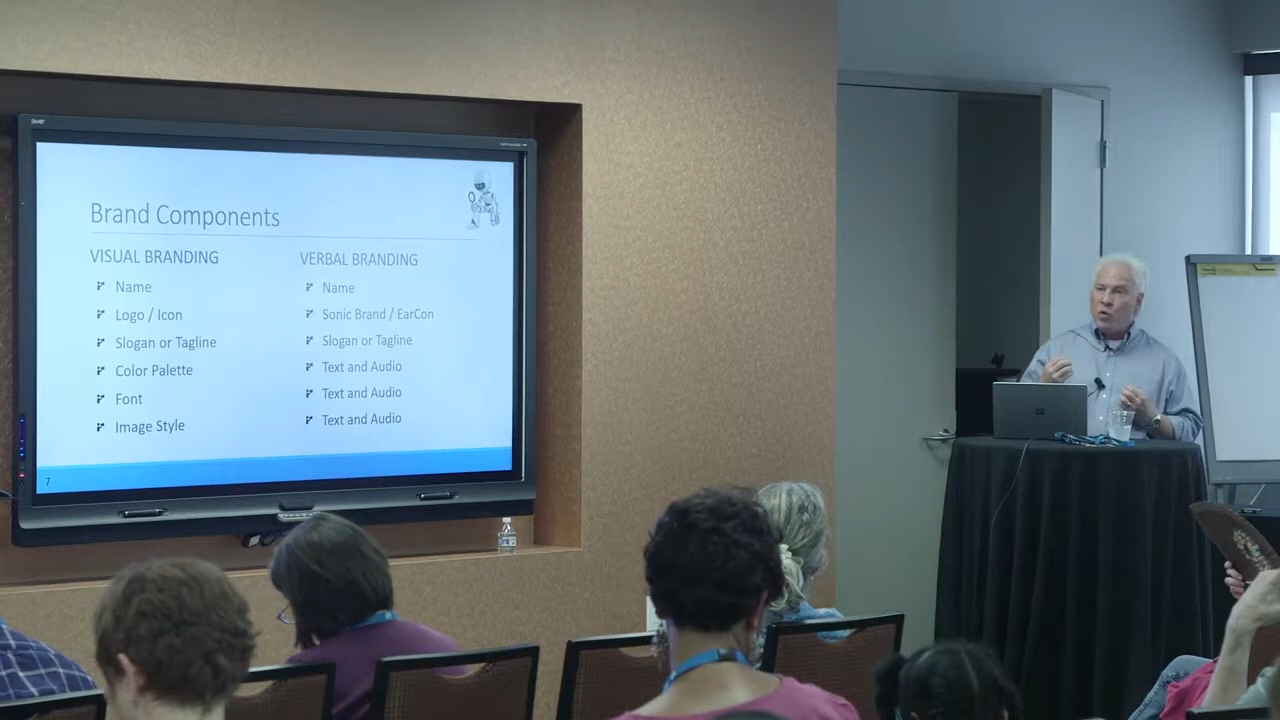 SMART
Brand Components
VISUAL BRANDING
Name
Logo / Icon
Slogan or Tagline
Color Palette
Font
Image Style
VERBAL BRANDING
Name
Sonic Brand / EarCon
Slogan or Tagline
Text and Audio
Text and Audio
Text and Audio
7